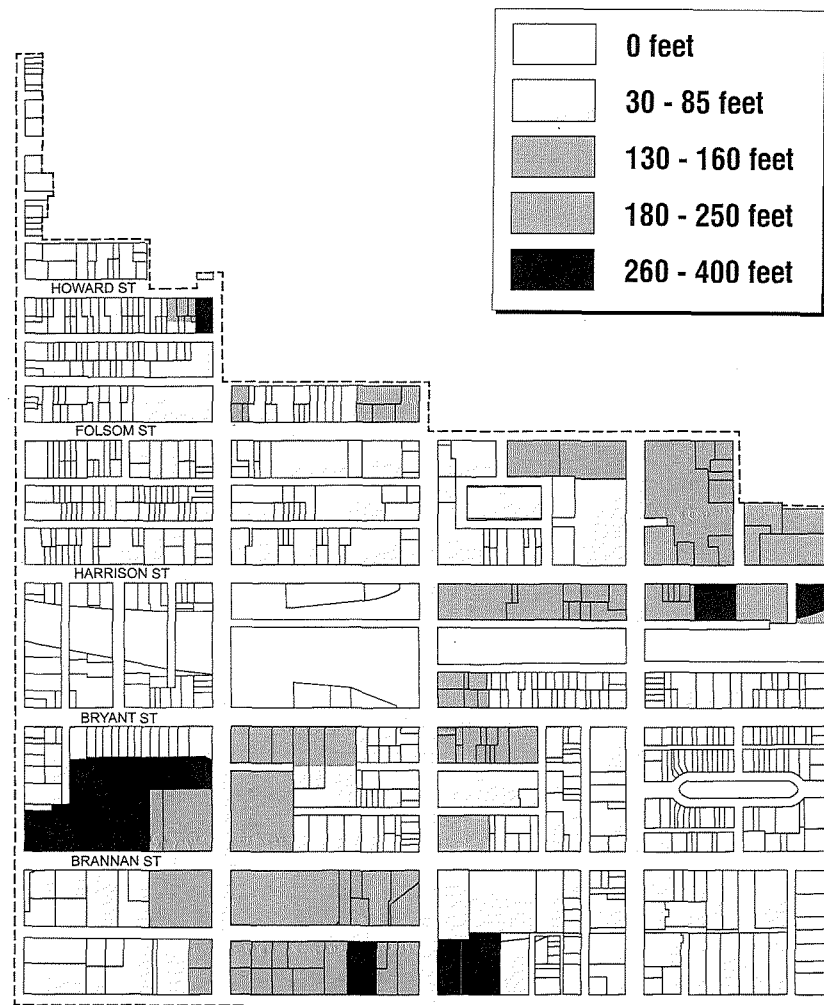 0 feet
30 - 85 feet
130 - 160 feet
180 - 250 feet
260 - 400 feet
HOWARD ST
FOLSOM ST
HARRISON ST
BRYANT ST
BRANNAN ST